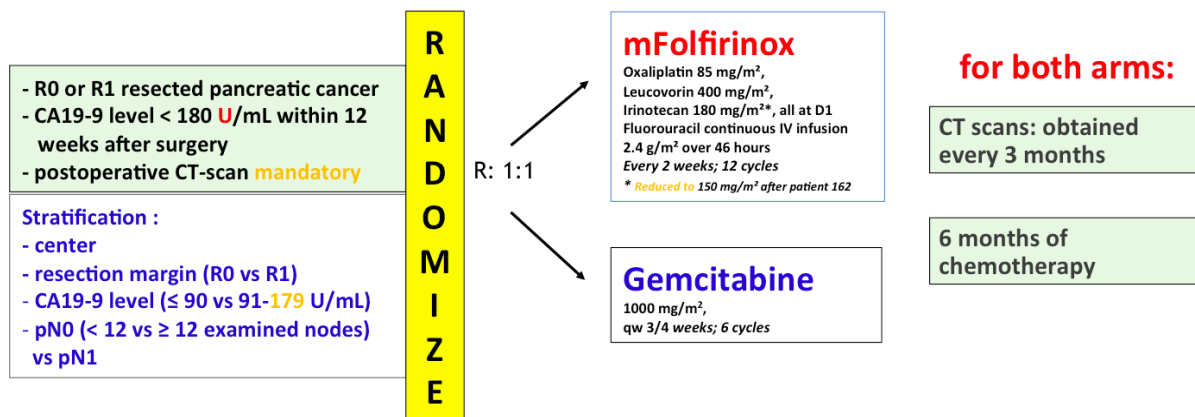 - R0 or R1 resected pancreatic cancer
- CA19-9 level < 180 U/mL within 12
weeks after surgery
- postoperative CT-scan mandatory
Stratification :
- center
- resection margin (R0 vs R1)
- CA19-9 level (≤ 90 vs 91-179 U/mL)
- pN0 (< 12 vs ≥ 12 examined nodes)
vs pN1
R
A
N
D
O
M
I
Z
E
R: 1:1
mFolfirinox
Oxaliplatin 85 mg/m²,
Leucovorin 400 mg/m²,
Irinotecan 180 mg/m²*, all at D1
Fluorouracil continuous IV infusion
2.4 g/m² over 46 hours
Every 2 weeks; 12 cycles
* Reduced to 150 mg/m² after patient 162
Gemcitabine
1000 mg/m²,
qw 3/4 weeks; 6 cycles
for both arms:
CT scans: obtained
every 3 months
6 months of
chemotherapy